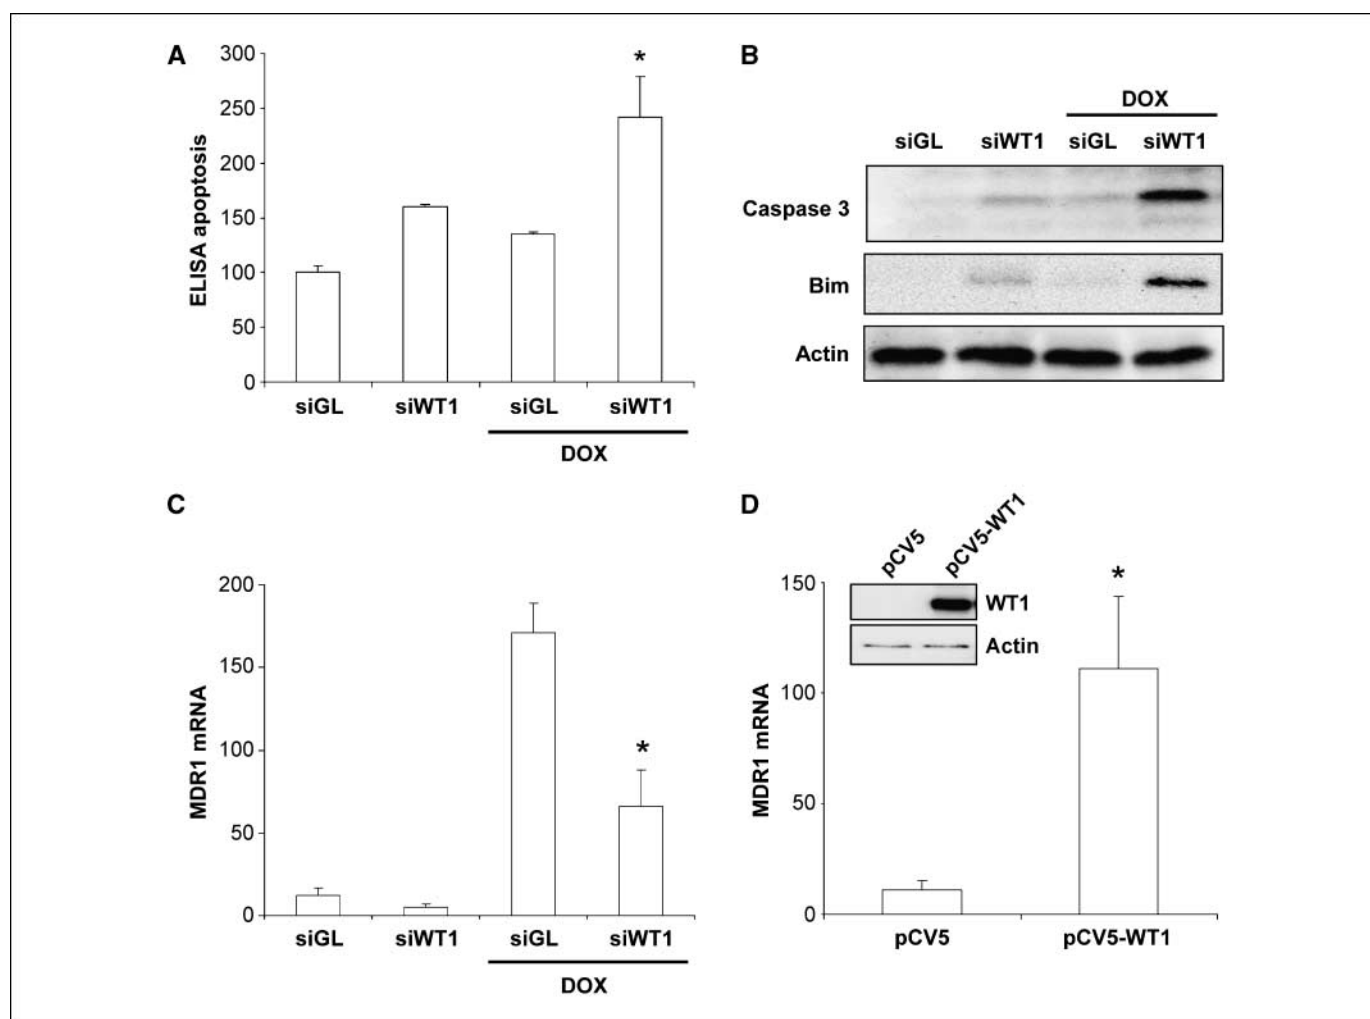 A
300
250
200
150
100
50
0
ELISA apoptosis
*
siGL siWT1 siGL siWT1
DOX
B
DOX
siGL siWT1 siGL siWT1
Caspase 3
Bim
Actin
C
200
150
100
50
0
MDR1 mRNA
*
siGL siWT1 siGL siWT1
DOX
D
pCV5 pCV5-WT1
WT1
Actin
150
100
50
0
MDR1 mRNA
*
pCV5 pCV5-WT1